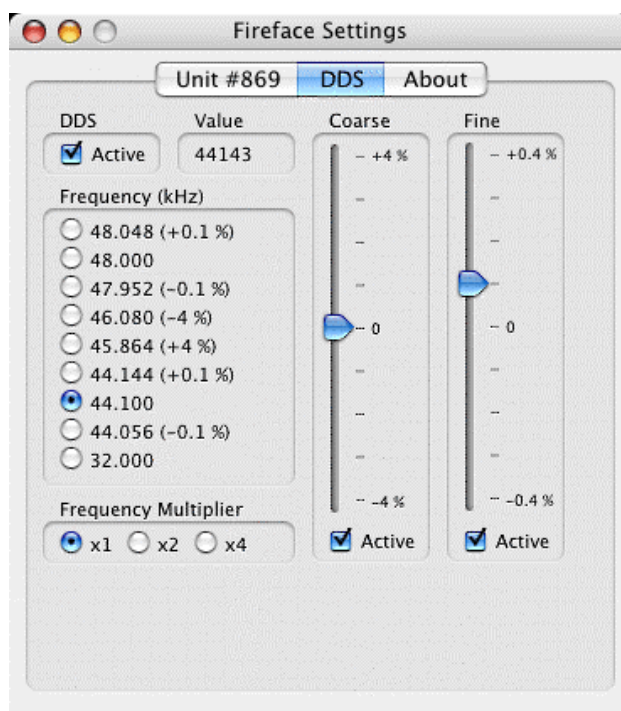 Fireface Settings
Unit #869 DDS About
DDS Value Coarse Fine
Active 44143
Frequency (kHz)
48.048 (+0.1 %)
48.000
47.952 (-0.1 %)
46.080 (-4 %)
45.864 (+4 %)
44.144 (+0.1 %)
44.100
44.056 (-0.1 %)
32.000
Frequency Multiplier
x1 x2 x4
+4 %
0
-4 %
Active
+0.4 %
0
-0.4 %
Active